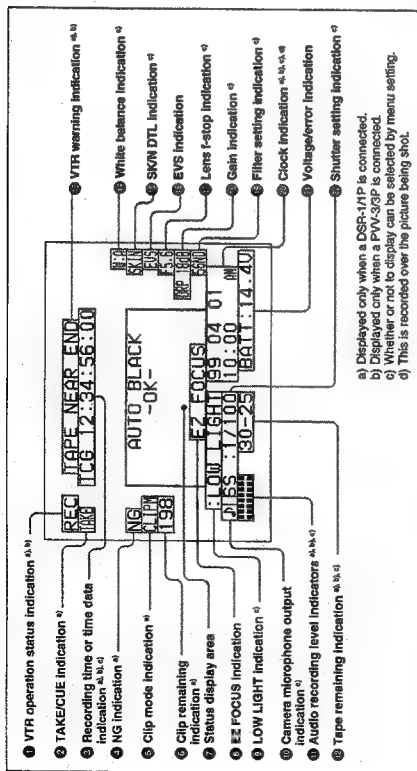 ❶ VTR operation status indication a), b)
❷ TAKE/CUE indication a)
❸ Recording time or time data
indication a), b), c)
❹ NG indication a)
❺ Clip mode indication a)
❻ Clip remaining
indication a)
❼ Status display area
❽ EZ FOCUS indication
❾ LOW LIGHT indication c)
❿ Camera microphone output
indication c)
⓫ Audio recording level indicators a), b), c)
⓬ Tape remaining indication a), b), c)
REC
TAKE
TAPE NEAR END
TCG 12:34:56:00
NG
CLIPM
198
AUTO BLACK
-OK-
W:A
SKIN
EVS
F5.6
18dB
56ND
EZ FOCUS
:LOW LIGHT
99 04 01
SS :1/100
10:00
AM
30-25
BATT:14.4V
VTR warning indication a), b)
White balance indication c)
SKIN DTL indication c)
EVS indication
Lens f-stop indication c)
Gain indication c)
Filter setting indication c)
Clock indication a), b), c), d)
Voltage/error indication
Shutter setting indication c)
a) Displayed only when a DSR-1/1P is connected.
b) Displayed only when a PVV-3/3P is connected.
c) Whether or not to display can be selected by menu setting.
d) This is recorded over the picture being shot.